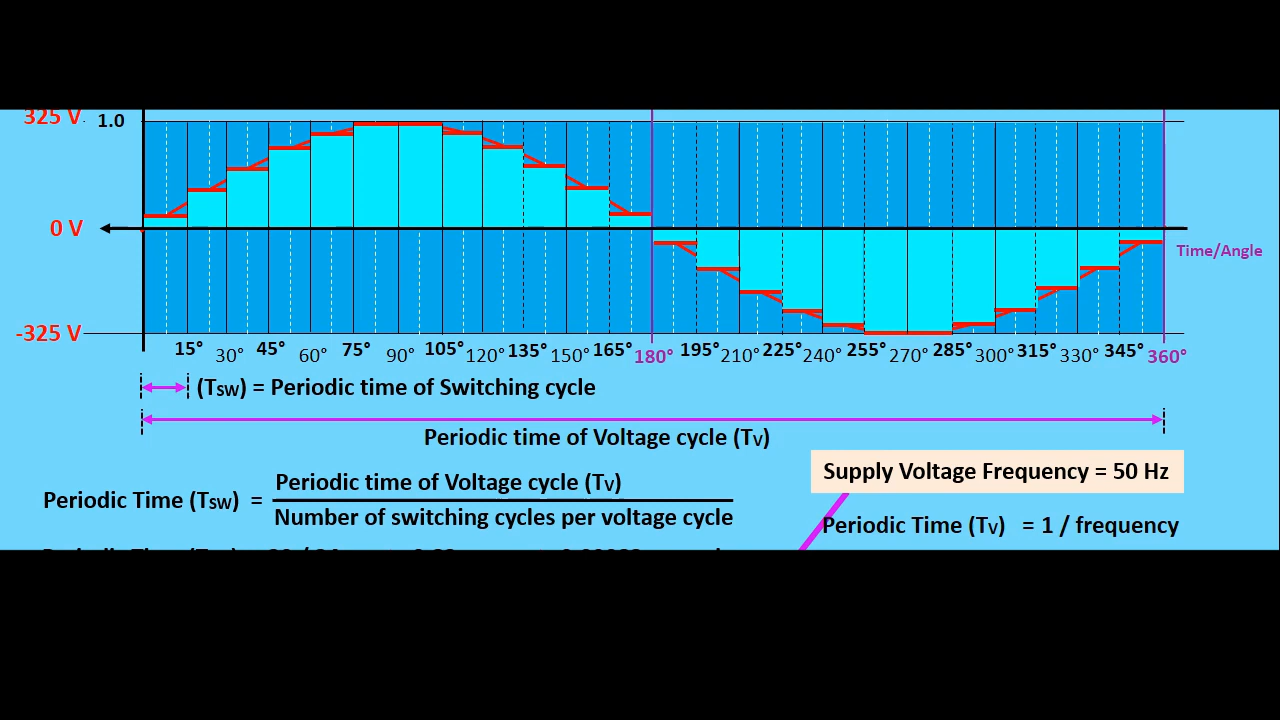 325 V
1.0
0 V
Time/Angle
-325 V
15° 30° 45° 60° 75° 90° 105° 120° 135° 150° 165° 180° 195° 210° 225° 240° 255° 270° 285° 300° 315° 330° 345° 360°
(TSW) = Periodic time of Switching cycle
Periodic time of Voltage cycle (TV)
Supply Voltage Frequency = 50 Hz
Periodic Time (TSW) = Periodic time of Voltage cycle (TV)
Number of switching cycles per voltage cycle
Periodic Time (TV) = 1 / frequency